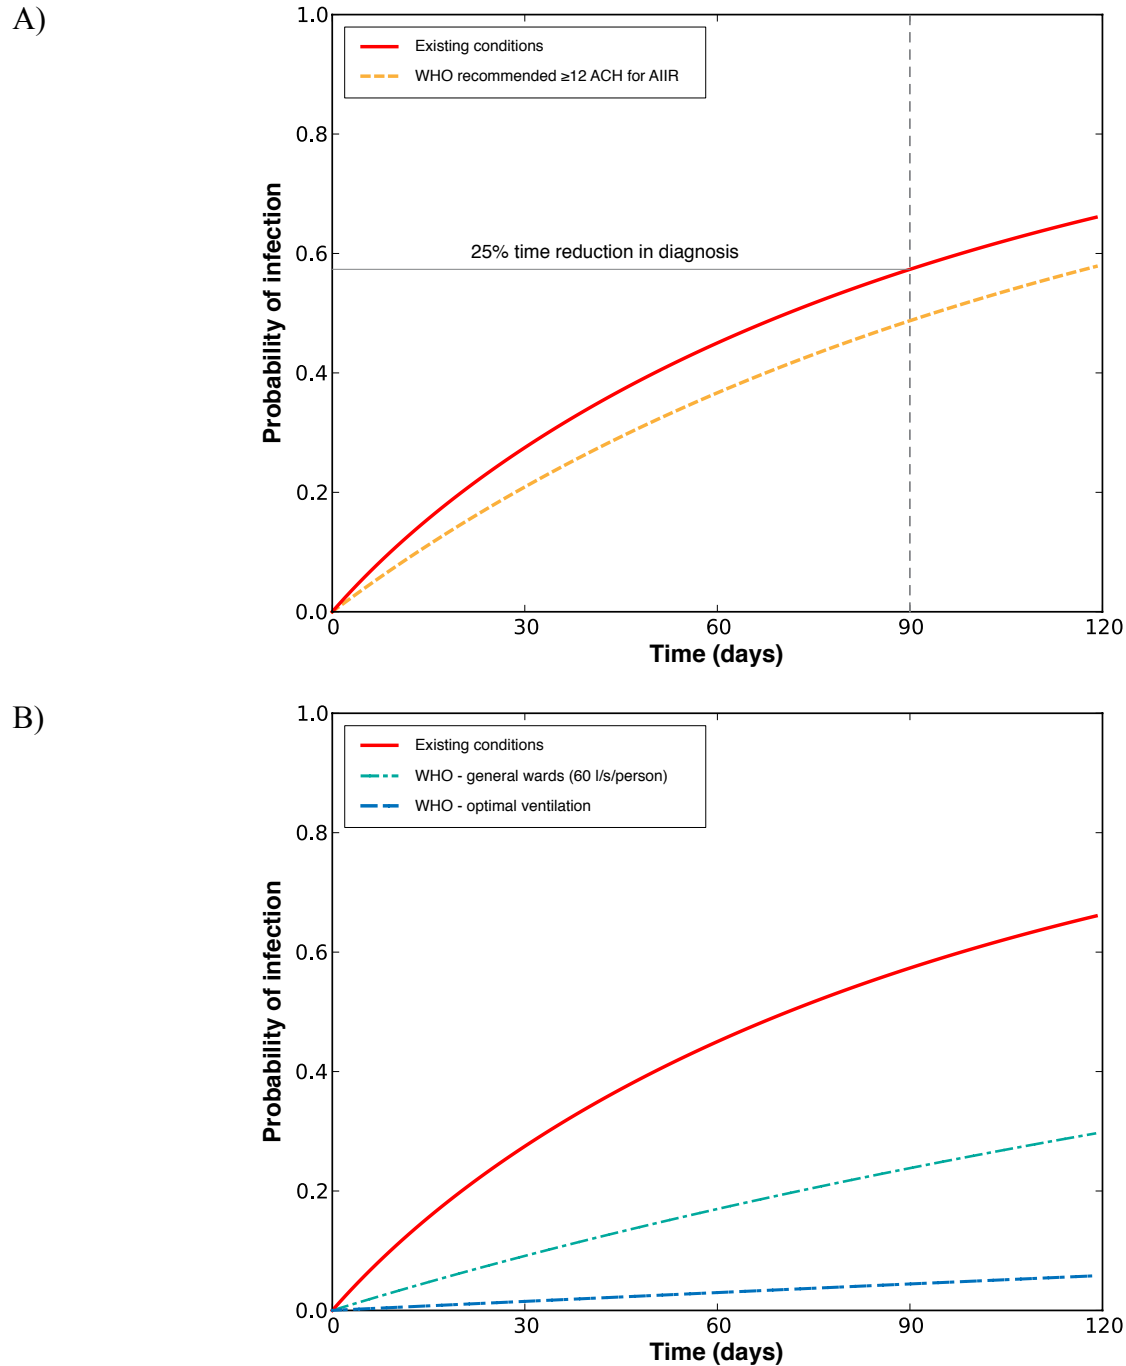 A)
1.0
Existing conditions
WHO recommended ≥12 ACH for AIIR
0.8
0.6
25% time reduction in diagnosis
0.4
0.2
0.0
Probability of infection
0 30 60 90 120
Time (days)
B)
1.0
Existing conditions
WHO - general wards (60 l/s/person)
WHO - optimal ventilation
0.8
0.6
0.4
0.2
0.0
Probability of infection
0 30 60 90 120
Time (days)